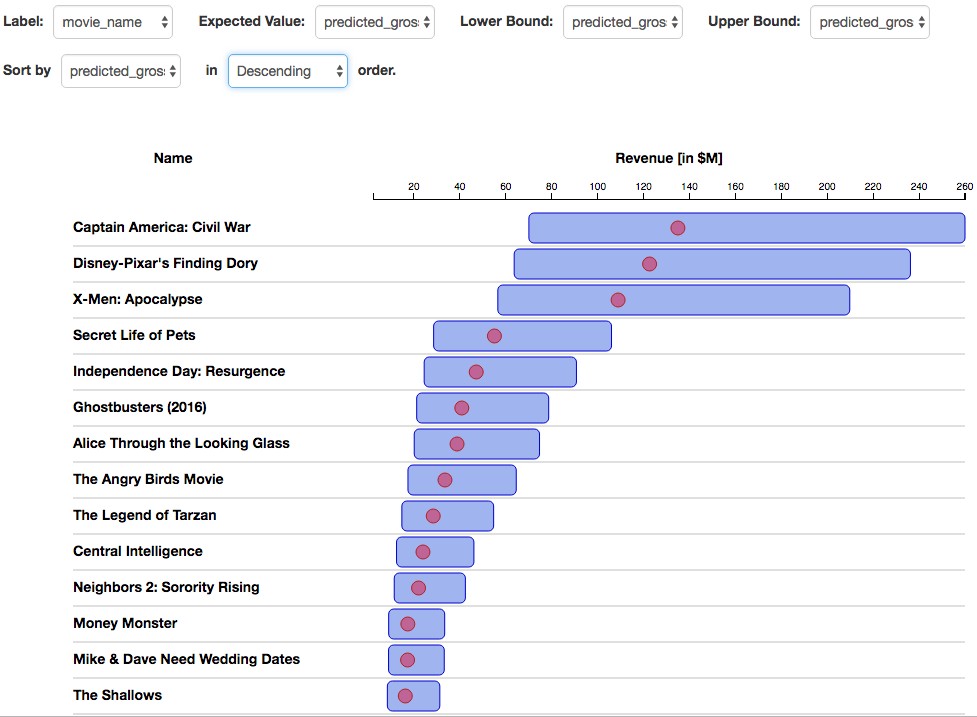 Label: movie_name Expected Value: predicted_gros Lower Bound: predicted_gros Upper Bound: predicted_gros
Sort by predicted_gros in Descending order.
Name Revenue [in $M]
20 40 60 80 100 120 140 160 180 200 220 240 260
Captain America: Civil War
Disney-Pixar's Finding Dory
X-Men: Apocalypse
Secret Life of Pets
Independence Day: Resurgence
Ghostbusters (2016)
Alice Through the Looking Glass
The Angry Birds Movie
The Legend of Tarzan
Central Intelligence
Neighbors 2: Sorority Rising
Money Monster
Mike & Dave Need Wedding Dates
The Shallows